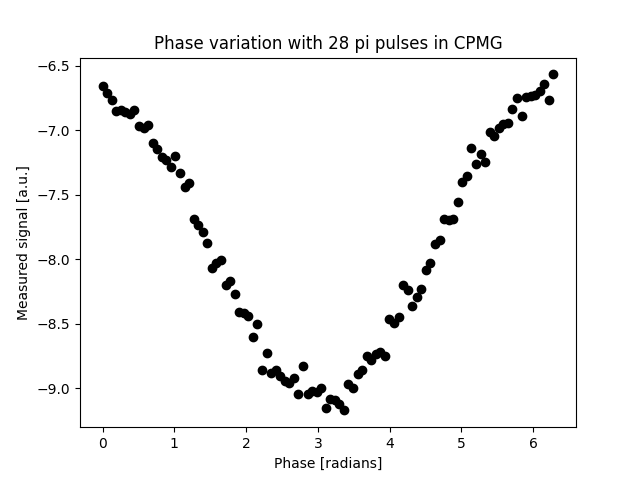 Phase variation with 28 pi pulses in CPMG
−6.5
−7.0
−7.5
−8.0
−8.5
−9.0
Measured signal [a.u.]
0 1 2 3 4 5 6
Phase [radians]